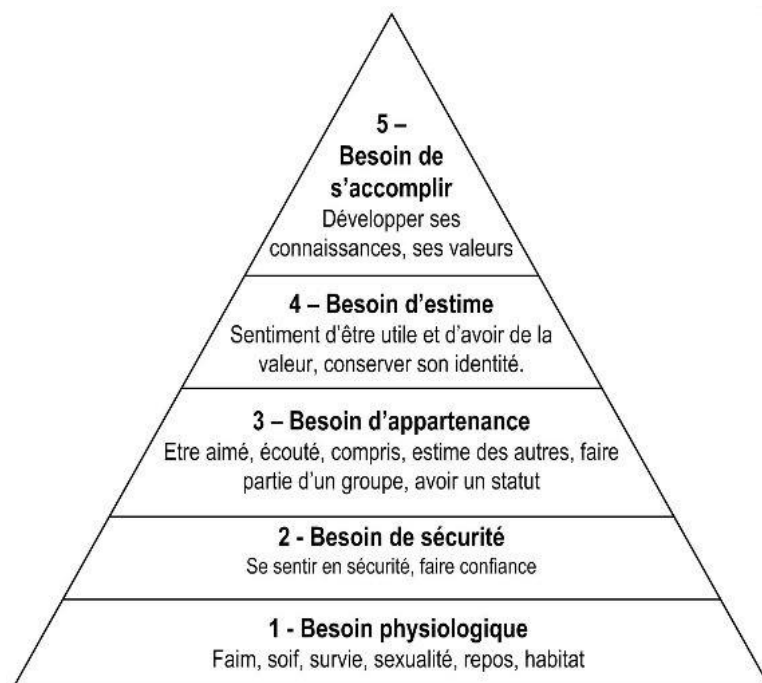 5 –
Besoin de
s’accomplir
Développer ses
connaissances, ses valeurs
4 – Besoin d’estime
Sentiment d’être utile et d’avoir de la
valeur, conserver son identité.
3 – Besoin d’appartenance
Etre aimé, écouté, compris, estime des autres, faire
partie d’un groupe, avoir un statut
2 - Besoin de sécurité
Se sentir en sécurité, faire confiance
1 - Besoin physiologique
Faim, soif, survie, sexualité, repos, habitat